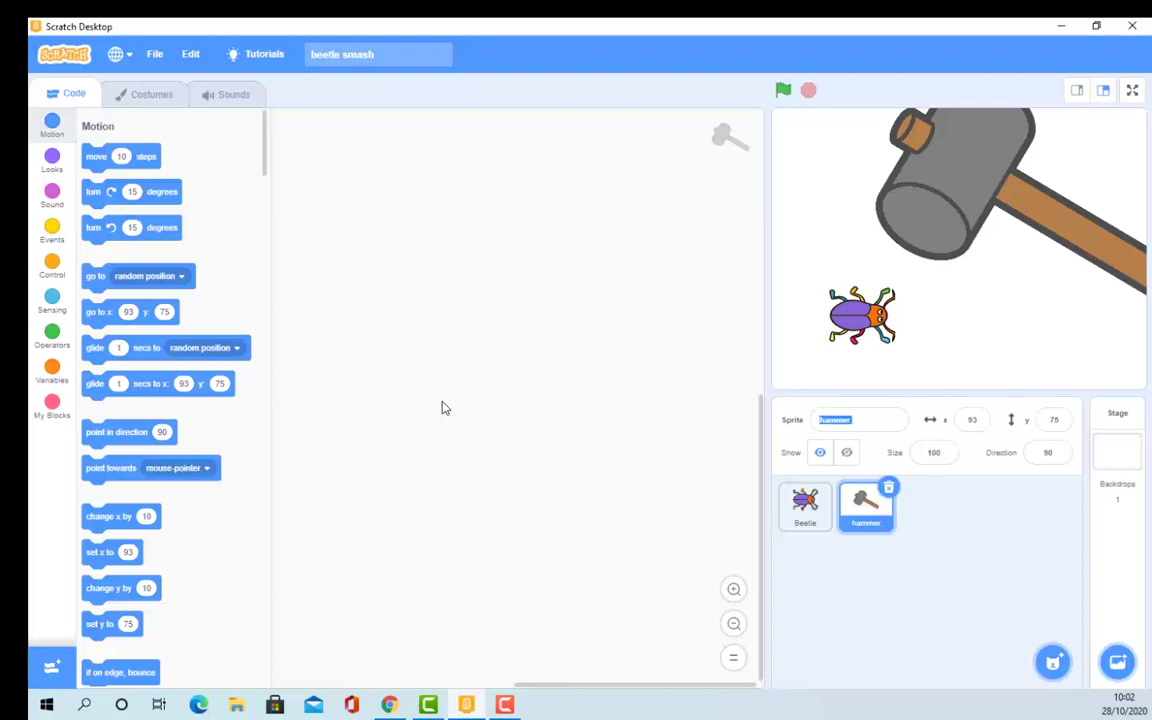 Scratch Desktop
SCRATCH
File
Edit
Tutorials
beetle smash
Code
Costumes
Sounds
Motion
Looks
Sound
Events
Control
Sensing
Operators
Variables
My Blocks
Motion
move 10 steps
turn 15 degrees
turn 15 degrees
go to random position
go to x: 93 y: 75
glide 1 secs to random position
glide 1 secs to x: 93 y: 75
point in direction 90
point towards mouse-pointer
change x by 10
set x to 93
change y by 10
set y to 75
if on edge, bounce
Sprite hammer x 93 y 75
Show Size 100 Direction 90
Beetle
hammer
Stage
Backdrops
1
10:02
28/10/2020